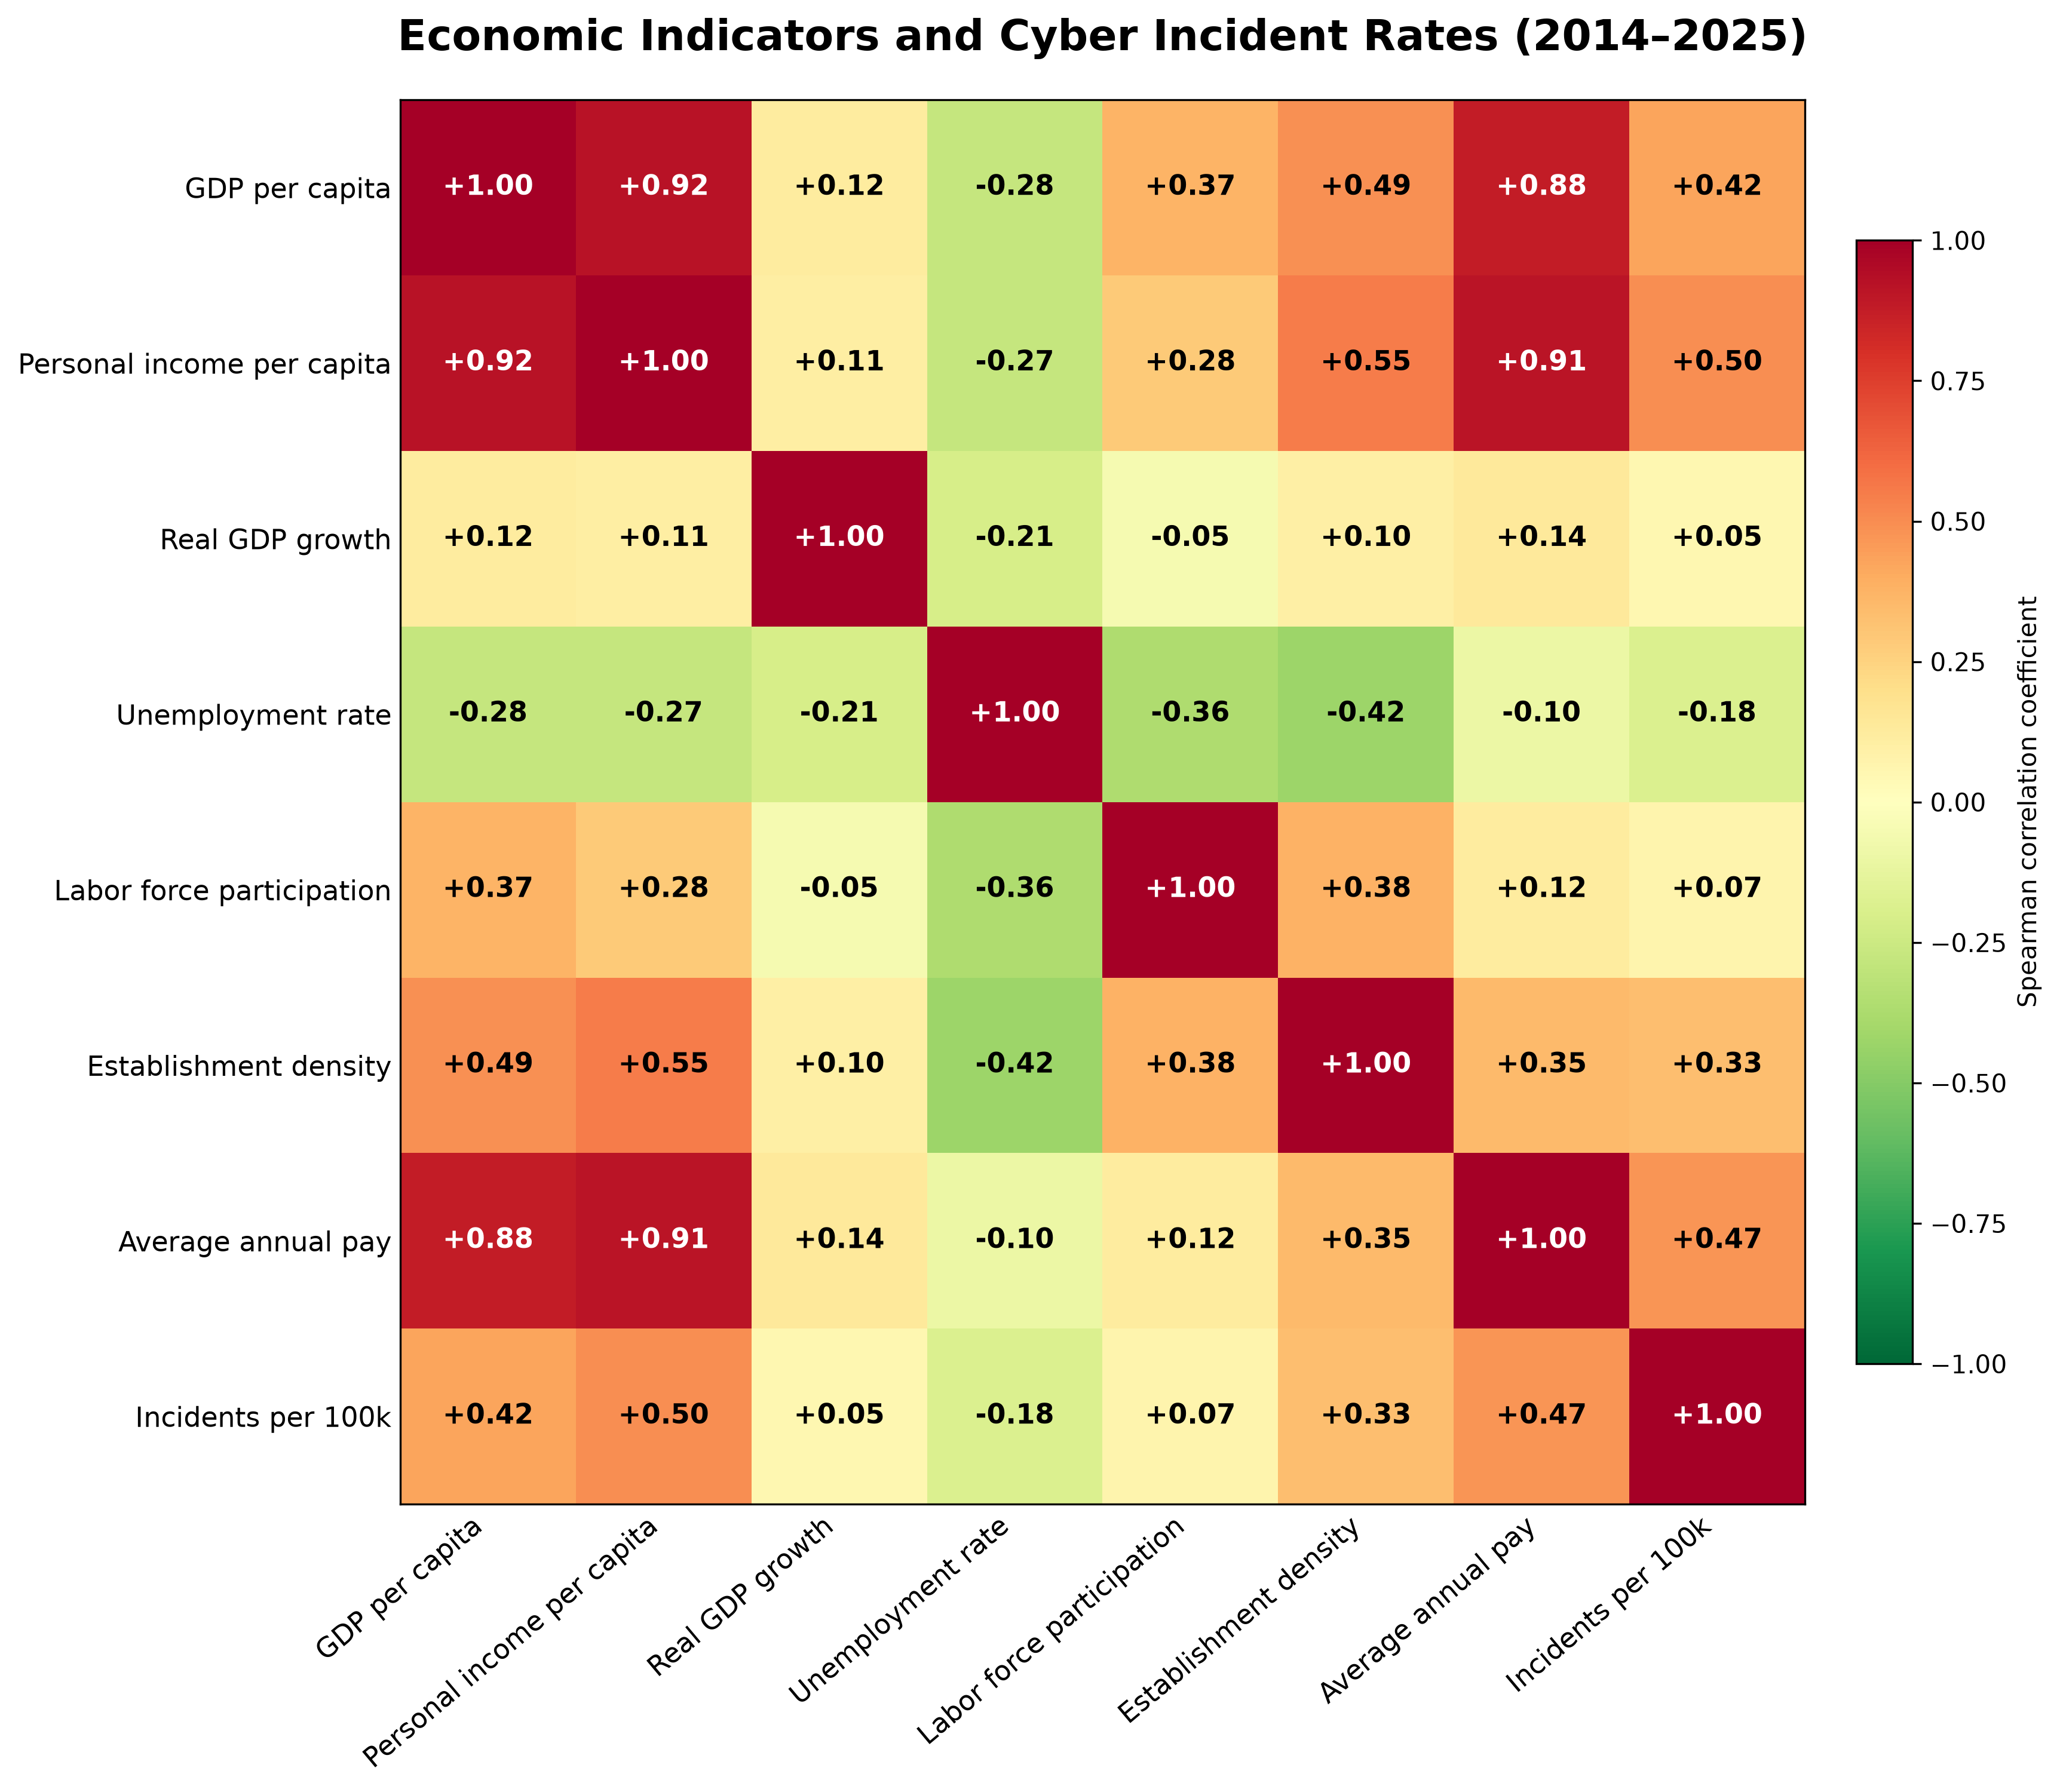 Economic Indicators and Cyber Incident Rates (2014–2025)
GDP per capita +1.00 +0.92 +0.12 -0.28 +0.37 +0.49 +0.88 +0.42
Personal income per capita +0.92 +1.00 +0.11 -0.27 +0.28 +0.55 +0.91 +0.50
Real GDP growth +0.12 +0.11 +1.00 -0.21 -0.05 +0.10 +0.14 +0.05
Unemployment rate -0.28 -0.27 -0.21 +1.00 -0.36 -0.42 -0.10 -0.18
Labor force participation +0.37 +0.28 -0.05 -0.36 +1.00 +0.38 +0.12 +0.07
Establishment density +0.49 +0.55 +0.10 -0.42 +0.38 +1.00 +0.35 +0.33
Average annual pay +0.88 +0.91 +0.14 -0.10 +0.12 +0.35 +1.00 +0.47
Incidents per 100k +0.42 +0.50 +0.05 -0.18 +0.07 +0.33 +0.47 +1.00
GDP per capita
Personal income per capita
Real GDP growth
Unemployment rate
Labor force participation
Establishment density
Average annual pay
Incidents per 100k
1.00
0.75
0.50
0.25
0.00
−0.25
−0.50
−0.75
−1.00
Spearman correlation coefficient